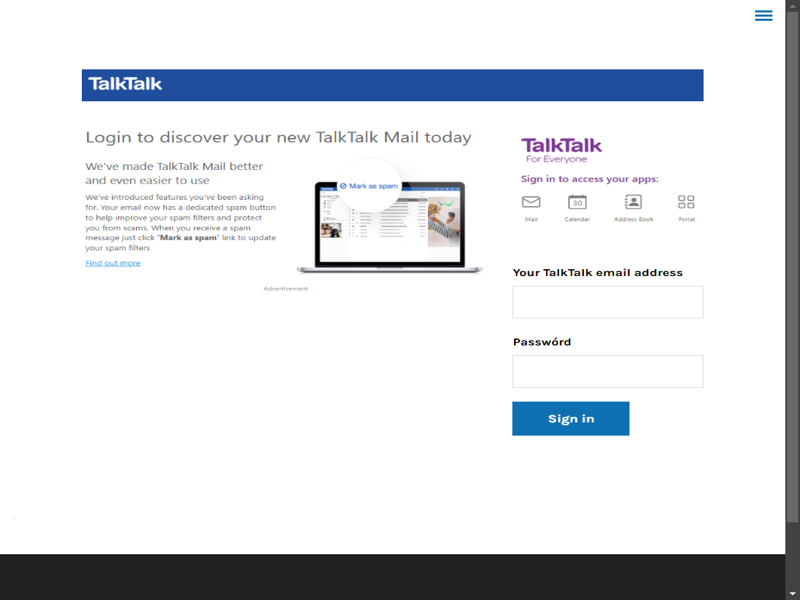 TalkTalk
Login to discover your new TalkTalk Mail today
We've made TalkTalk Mail better
and even easier to use
We've introduced features you've been asking
for. Your email now has a dedicated spam button
to help improve your spam filters and protect
you from scams. When you receive a spam
message just click 'Mark as spam' link to update
your spam filters
Find out more
Mark as spam
Advertisement
TalkTalk
For Everyone
Sign in to access your apps:
30
Mail Calendar Address Book Portal
Your TalkTalk email address
Passwórd
Sign in